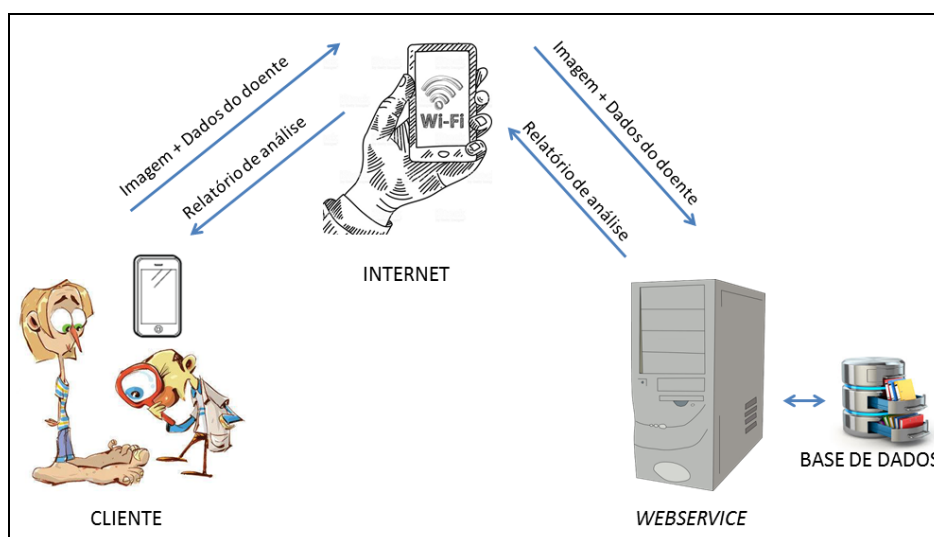 Imagem + Dados do doente
Relatório de análise
Wi-Fi
Imagem + Dados do doente
Relatório de análise
INTERNET
CLIENTE
WEBSERVICE
BASE DE DADOS